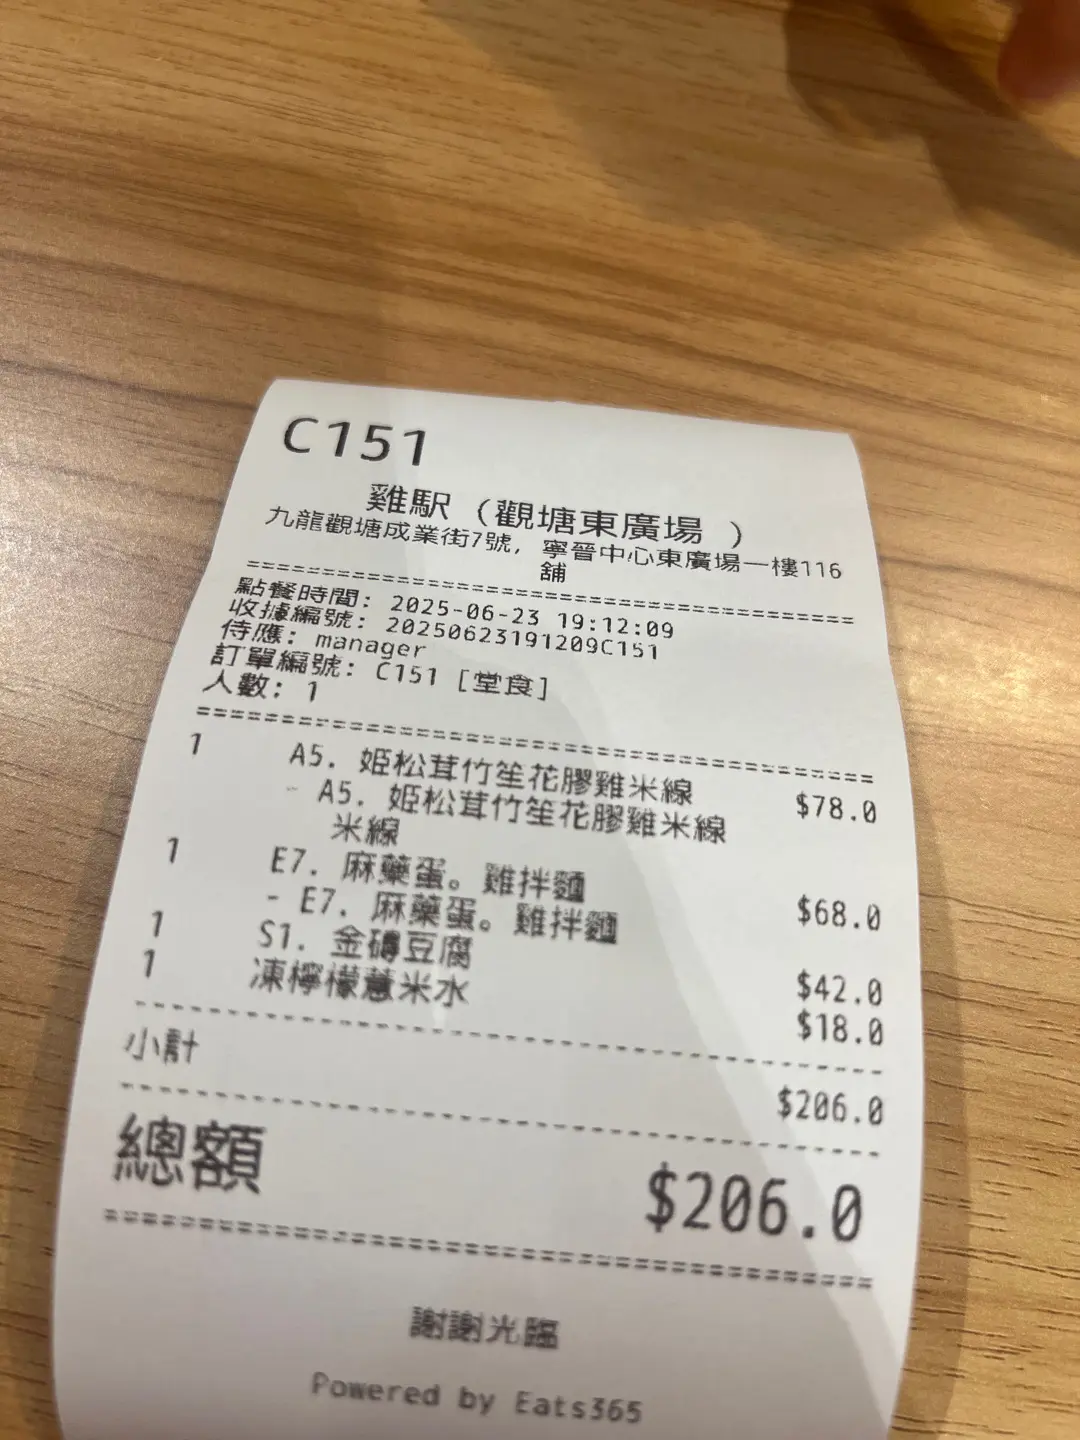 C151
雞駅（觀塘東廣場 ）
九龍觀塘成業街7號, 寧晉中心東廣場一樓116
舖
================================================
點餐時間: 2025-06-23 19:12:09
收據編號: 20250623191209C151
侍應: manager
訂單編號: C151 [堂食]
人數: 1
================================================
1 A5. 姫松茸竹笙花膠雞米線 $78.0
- A5. 姫松茸竹笙花膠雞米線
米線
1 E7. 麻藥蛋。雞拌麵 $68.0
- E7. 麻藥蛋。雞拌麵
1 S1. 金磚豆腐 $42.0
1 凍檸檬薏米水 $18.0
------------------------------------------------
小計 $206.0
------------------------------------------------
總額 $206.0
================================================
謝謝光臨
Powered by Eats365